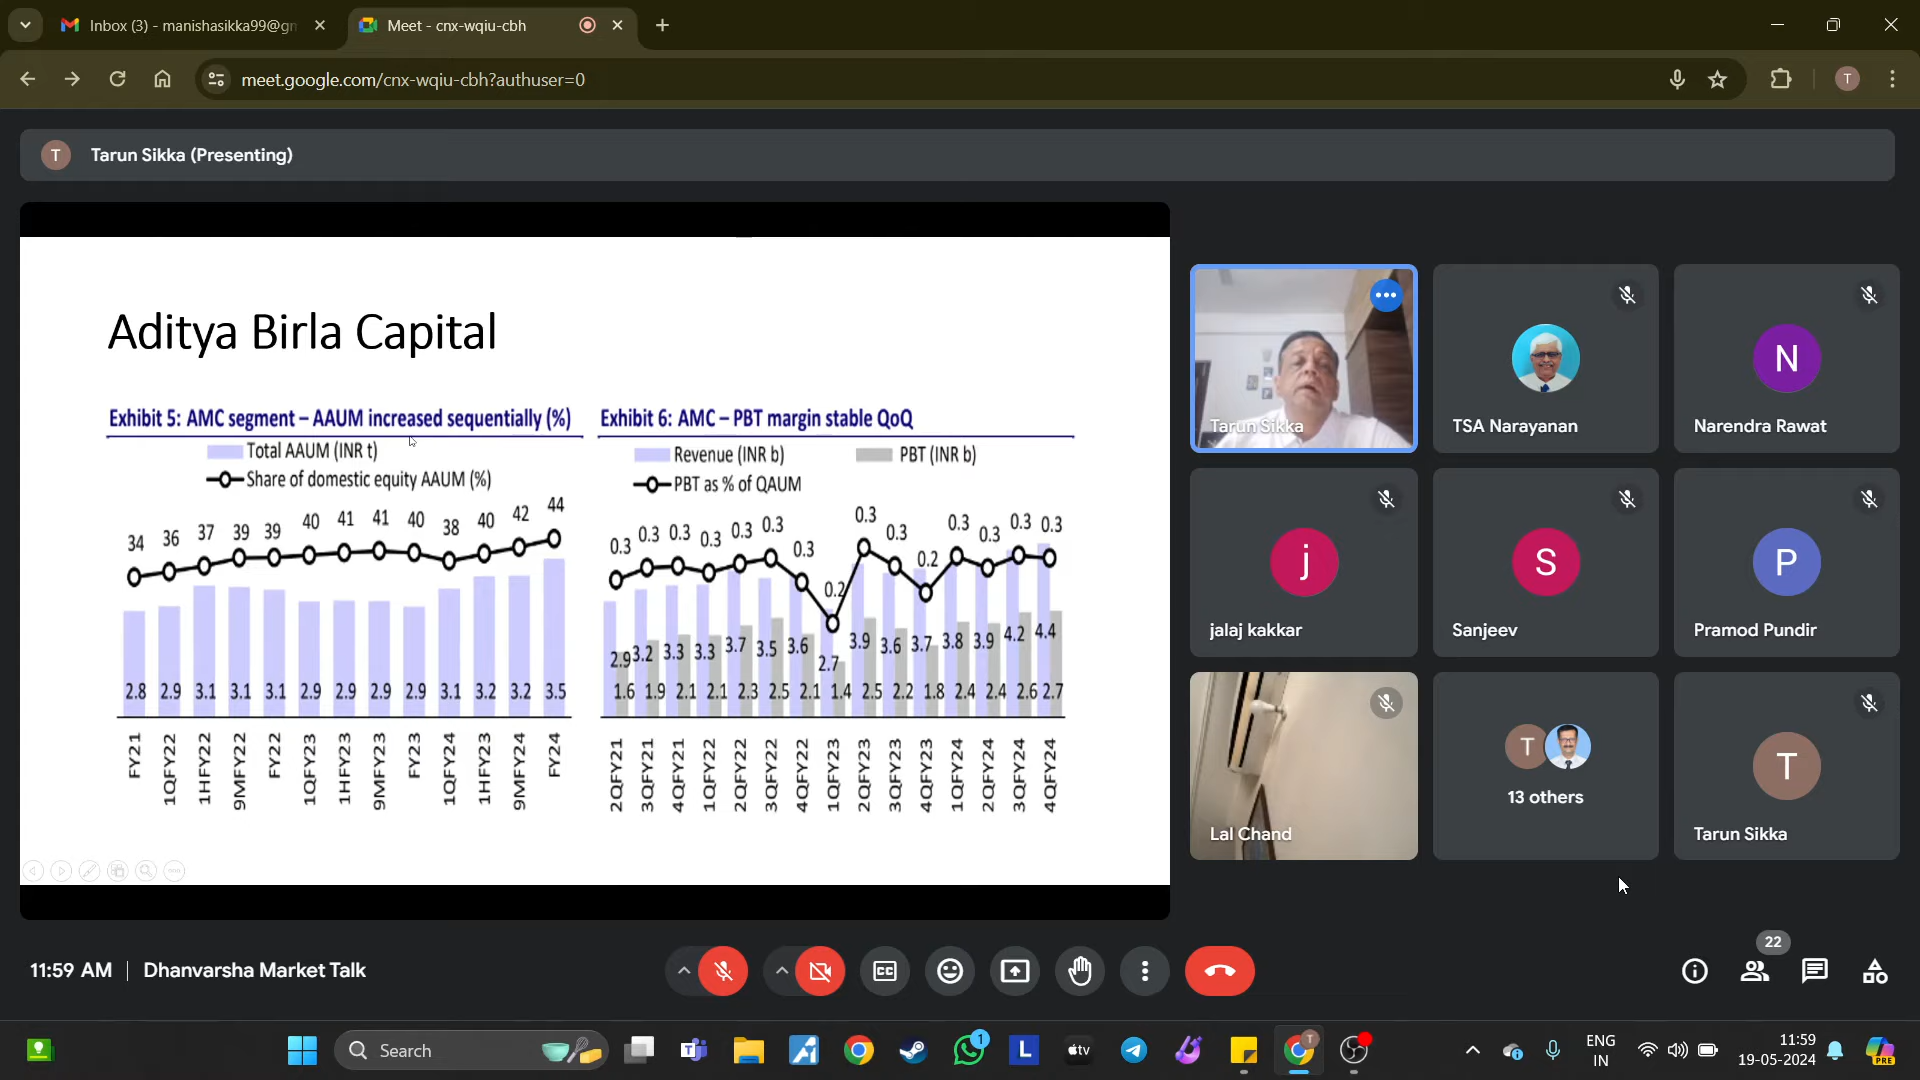 Inbox (3) - manishasikka99@gm
Meet - cnx-wqiu-cbh
meet.google.com/cnx-wqiu-cbh?authuser=0
T
T
Tarun Sikka (Presenting)
Aditya Birla Capital
Exhibit 5: AMC segment – AAUM increased sequentially (%)
Total AAUM (INR t)
Share of domestic equity AAUM (%)
34 36 37 39 39 40 41 41 40 38 40 42 44
2.8 2.9 3.1 3.1 3.1 2.9 2.9 2.9 2.9 3.1 3.2 3.2 3.5
FY21 1QFY22 1HFY22 9MFY22 FY22 1QFY23 1HFY23 9MFY23 FY23 1QFY24 1HFY23 9MFY24 FY24
Exhibit 6: AMC – PBT margin stable QoQ
Revenue (INR b) PBT (INR b)
PBT as % of QAUM
0.3 0.3 0.3 0.3 0.3 0.3 0.3 0.2 0.3 0.3 0.2 0.3 0.3 0.3 0.3
2.9 3.2 3.3 3.3 3.7 3.5 3.6 2.7 3.9 3.6 3.7 3.8 3.9 4.2 4.4
1.6 1.9 2.1 2.1 2.3 2.5 2.1 1.4 2.5 2.2 1.8 2.4 2.4 2.6 2.7
2QFY21 3QFY21 4QFY21 1QFY22 2QFY22 3QFY22 4QFY22 1QFY23 2QFY23 3QFY23 4QFY23 1QFY24 2QFY24 3QFY24 4QFY24
Tarun Sikka
TSA Narayanan
N
Narendra Rawat
j
jalaj kakkar
S
Sanjeev
P
Pramod Pundir
Lal Chand
T
13 others
T
Tarun Sikka
11:59 AM | Dhanvarsha Market Talk
CC
22
Search
1
L
tv
T
ENG
IN
11:59
19-05-2024
PRE